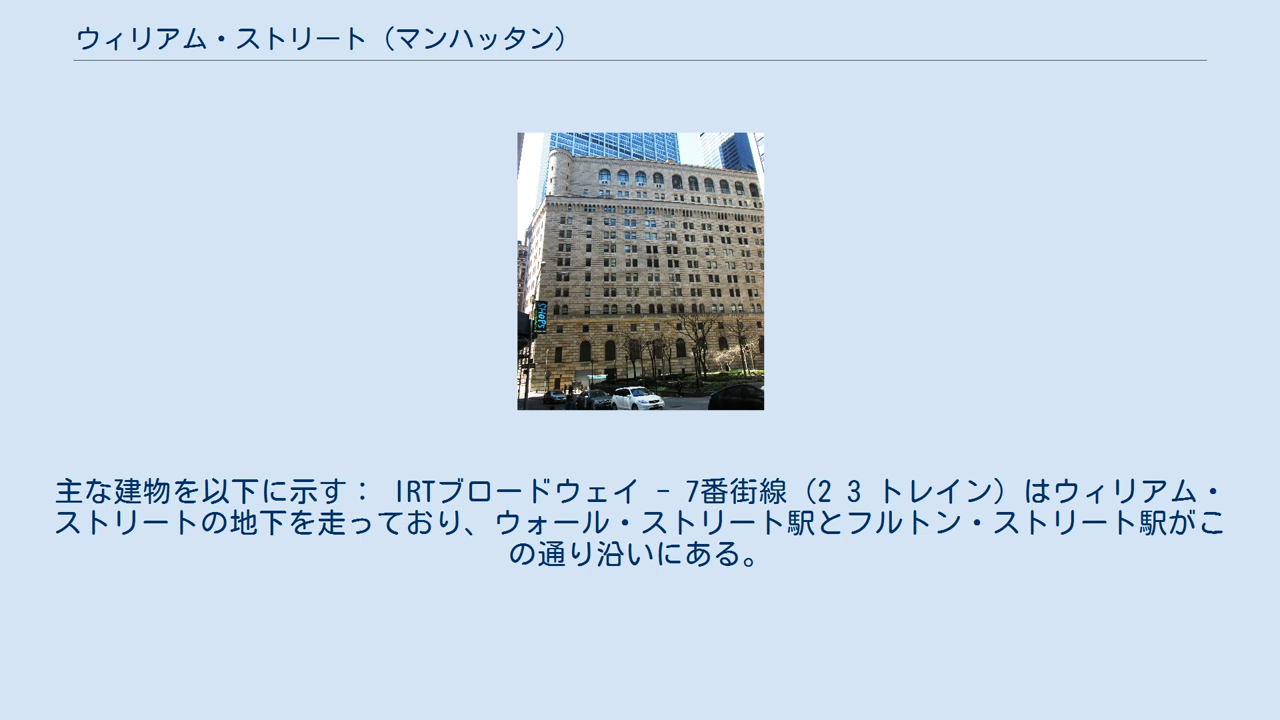 ウィリアム・ストリート（マンハッタン）
SHOPS
主な建物を以下に示す： IRTブロードウェイ - 7番街線（2 3 トレイン）はウィリアム・
ストリートの地下を走っており、ウォール・ストリート駅とフルトン・ストリート駅がこ
の通り沿いにある。